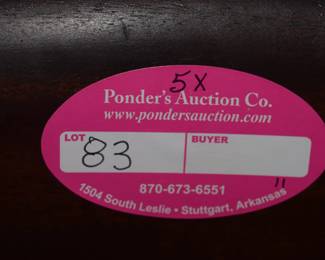 5X
Ponder's Auction Co.
www.pondersauction.com
LOT BUYER
83
870-673-6551
1504 South Leslie • Stuttgart, Arkansas
"